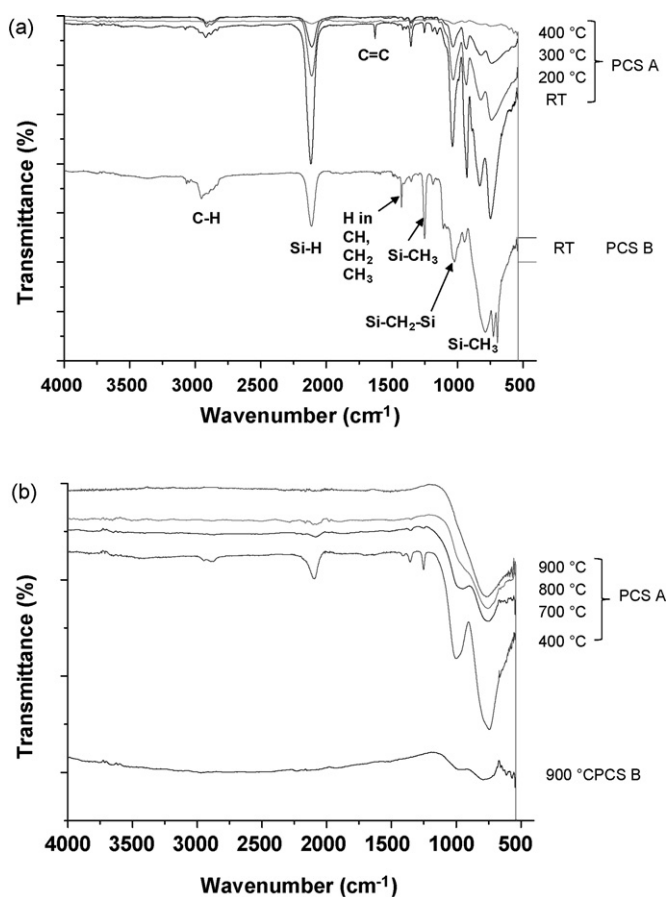 (a)
C=C
400 °C
300 °C
200 °C
RT
PCS A
C-H
Si-H
H in
CH,
CH2
CH3
Si-CH3
Si-CH2-Si
Si-CH3
RT PCS B
Transmittance (%)
4000 3500 3000 2500 2000 1500 1000 500
Wavenumber (cm-1)
(b)
900 °C
800 °C
700 °C
400 °C
PCS A
900 °CPCS B
Transmittance (%)
4000 3500 3000 2500 2000 1500 1000 500
Wavenumber (cm-1)